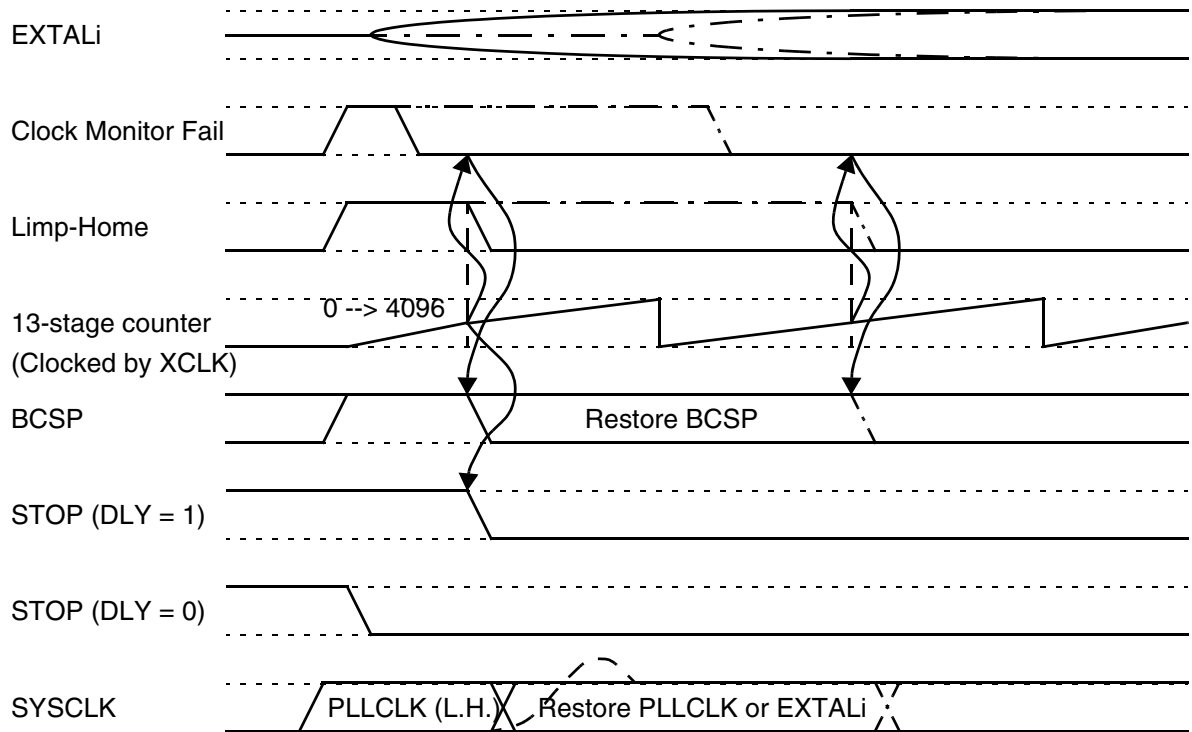 EXTALi
Clock Monitor Fail
Limp-Home
0 --> 4096
13-stage counter
(Clocked by XCLK)
BCSP
Restore BCSP
STOP (DLY = 1)
STOP (DLY = 0)
SYSCLK
PLLCLK (L.H.)
Restore PLLCLK or EXTALi